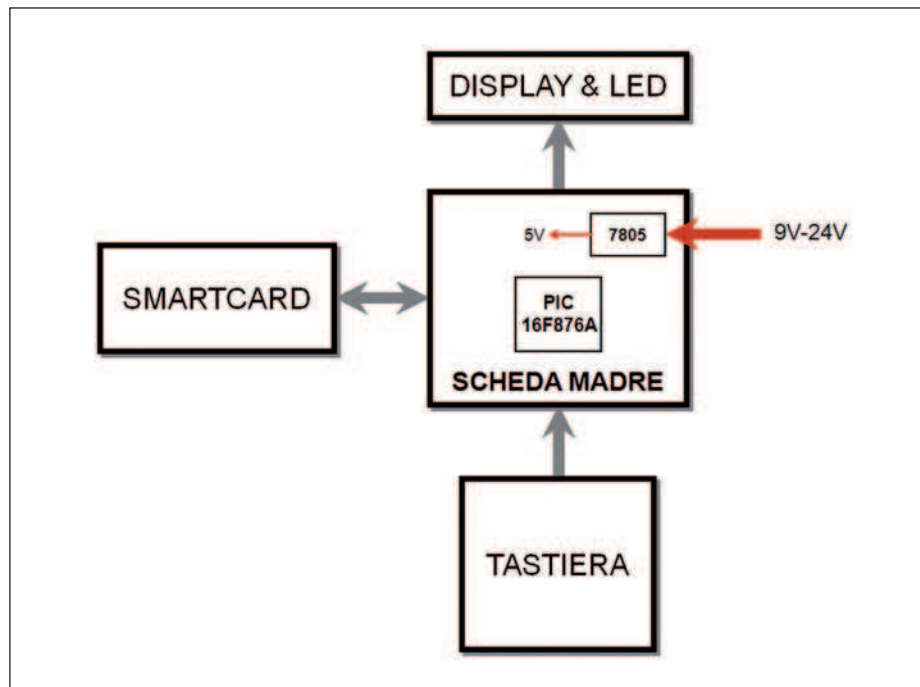 DISPLAY & LED
5V
7805
9V-24V
SMARTCARD
PIC
16F876A
SCHEDA MADRE
TASTIERA